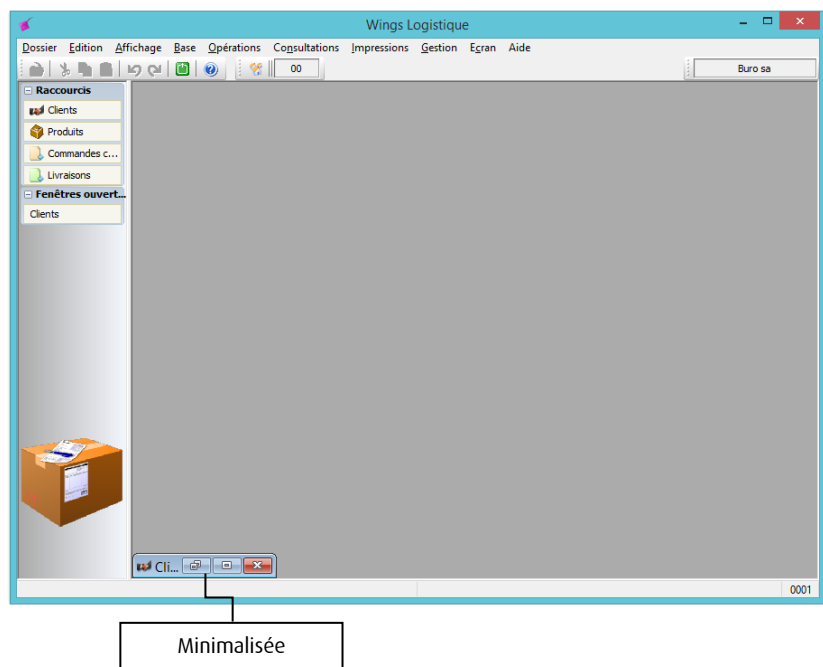 Wings Logistique
Dossier Edition Affichage Base Opérations Consultations Impressions Gestion Ecran Aide
00 Buro sa
Raccourcis
Clients
Produits
Commandes c...
Livraisons
Fenêtres ouvert...
Clients
Cli...
0001
Minimalisée